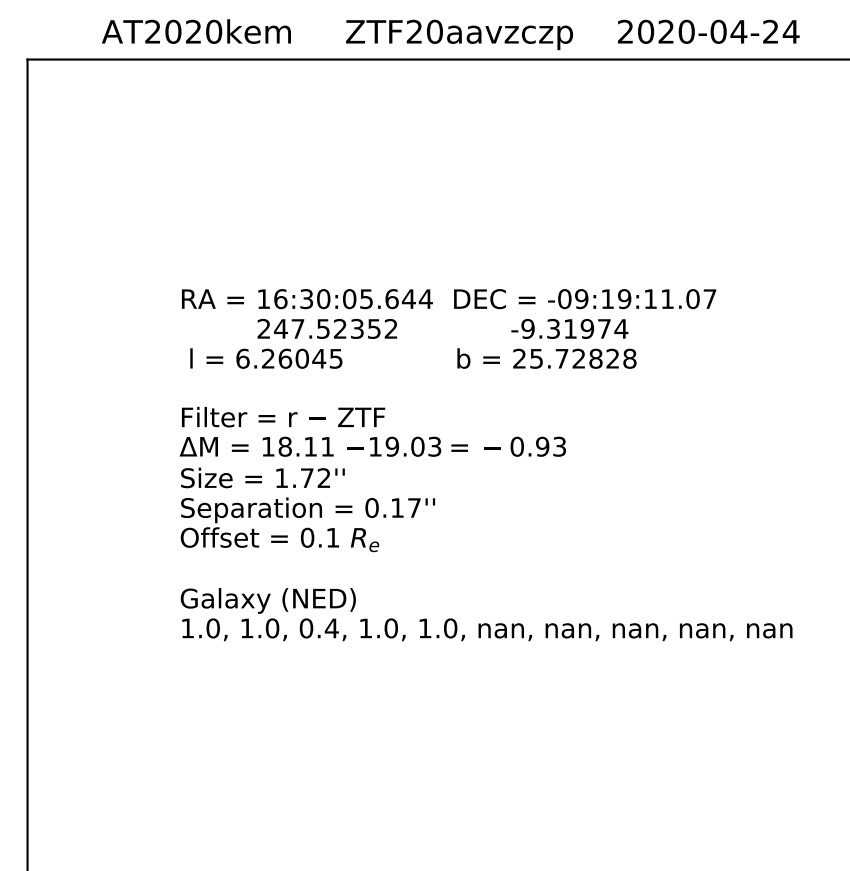 AT2020kem ZTF20aavzczp 2020-04-24
RA = 16:30:05.644 DEC = -09:19:11.07
247.52352 -9.31974
l = 6.26045 b = 25.72828
Filter = r − ZTF
ΔM = 18.11 −19.03 = − 0.93
Size = 1.72''
Separation = 0.17''
Offset = 0.1 Re
Galaxy (NED)
1.0, 1.0, 0.4, 1.0, 1.0, nan, nan, nan, nan, nan